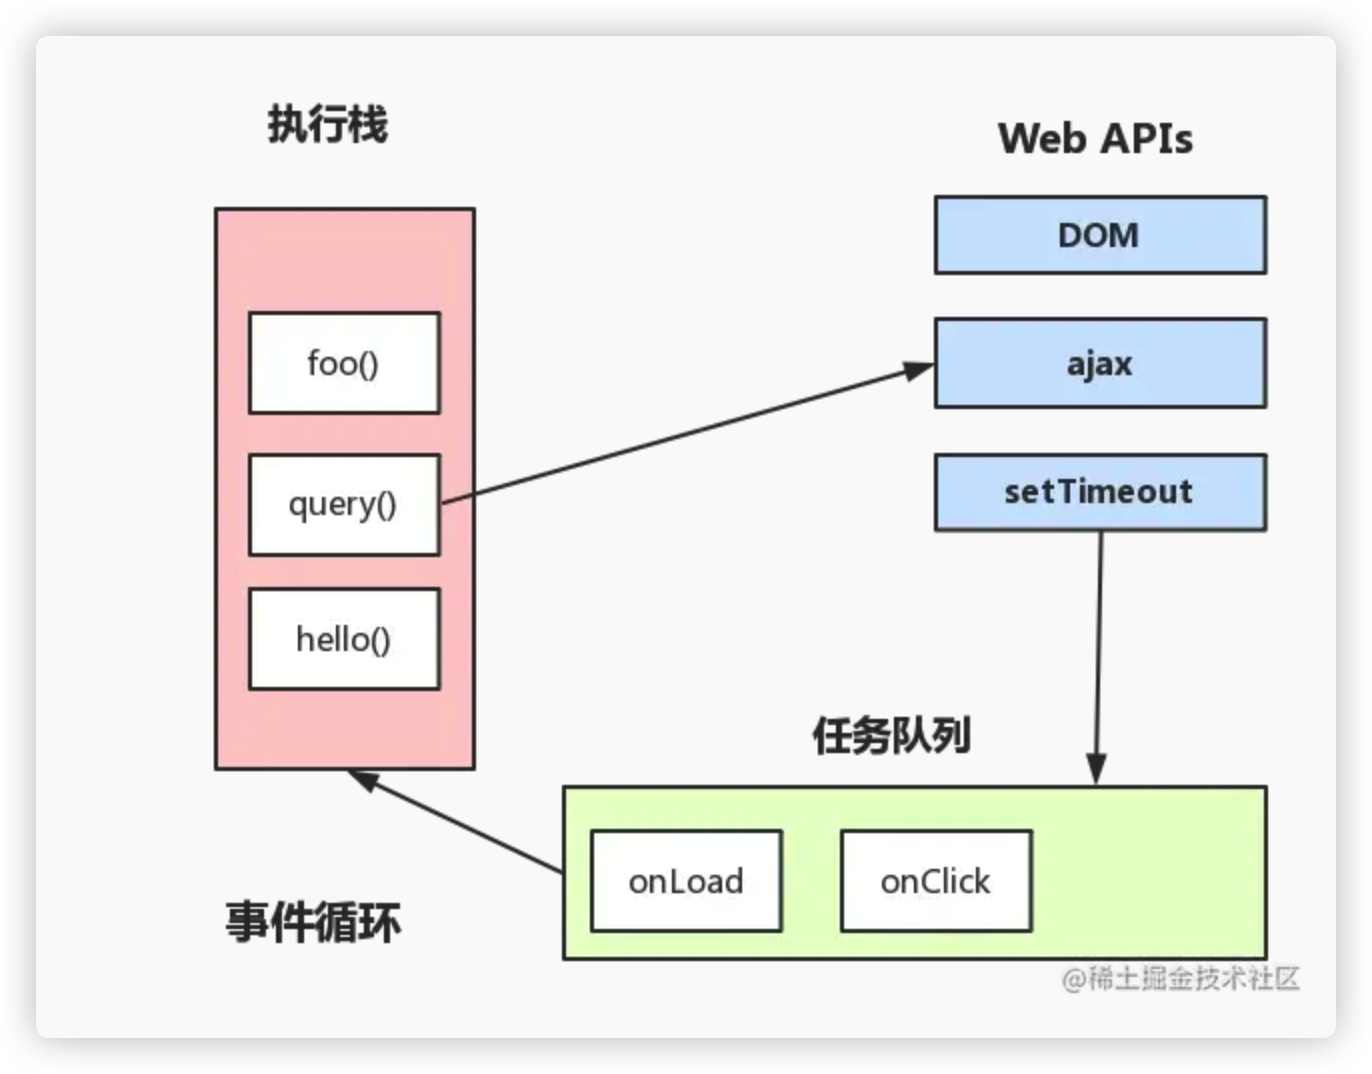 执行栈
foo()
query()
hello()
Web APIs
DOM
ajax
setTimeout
任务队列
onLoad
onClick
事件循环
@稀土掘金技术社区